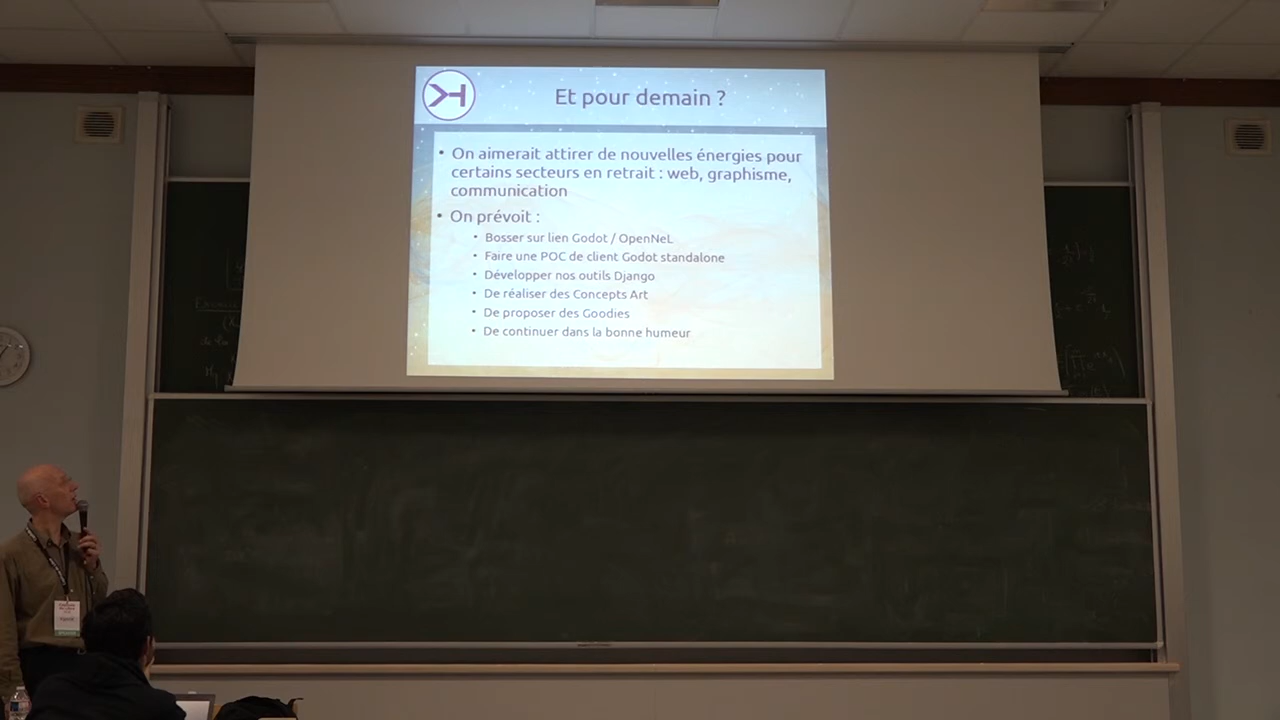 Et pour demain ?
• On aimerait attirer de nouvelles énergies pour
certains secteurs en retrait : web, graphisme,
communication
• On prévoit :
• Bosser sur lien Godot / OpenNeL
• Faire une POC de client Godot standalone
• Développer nos outils Django
• De réaliser des Concepts Art
• De proposer des Goodies
• De continuer dans la bonne humeur